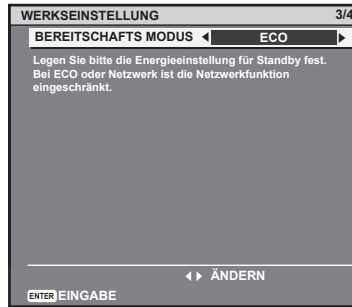 WERKSEINSTELLUNG 3/4
BEREITSCHAFTS MODUS ECO
Legen Sie bitte die Energieeinstellung für Standby fest.
Bei ECO oder Netzwerk ist die Netzwerkfunktion
eingeschränkt.
ÄNDERN
ENTER EINGABE